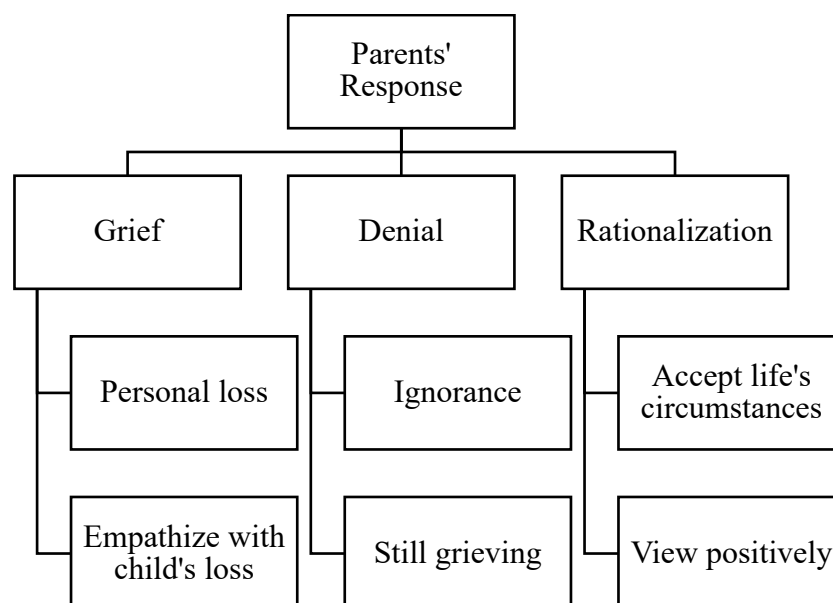 Parents'
Response
Grief
Denial
Rationalization
Personal loss
Ignorance
Accept life's
circumstances
Empathize with
child's loss
Still grieving
View positively